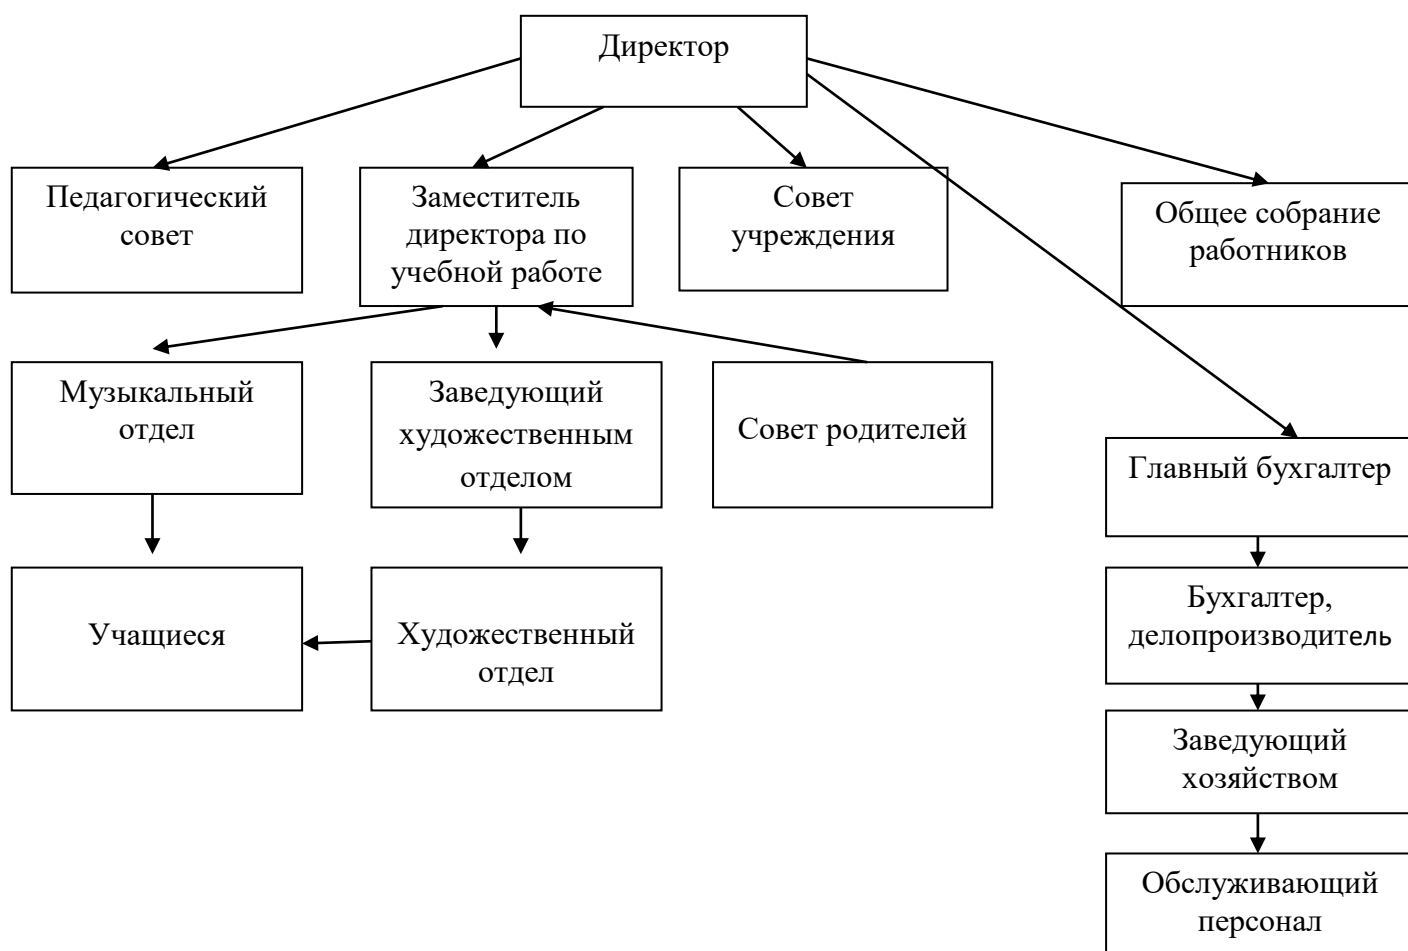 Директор
Педагогический
совет
Заместитель
директора по
учебной работе
Совет
учреждения
Общее собрание
работников
Музыкальный
отдел
Заведующий
художественным
отделом
Совет родителей
Главный бухгалтер
Учащиеся
Художественный
отдел
Бухгалтер,
делопроизводитель
Заведующий
хозяйством
Обслуживающий
персонал